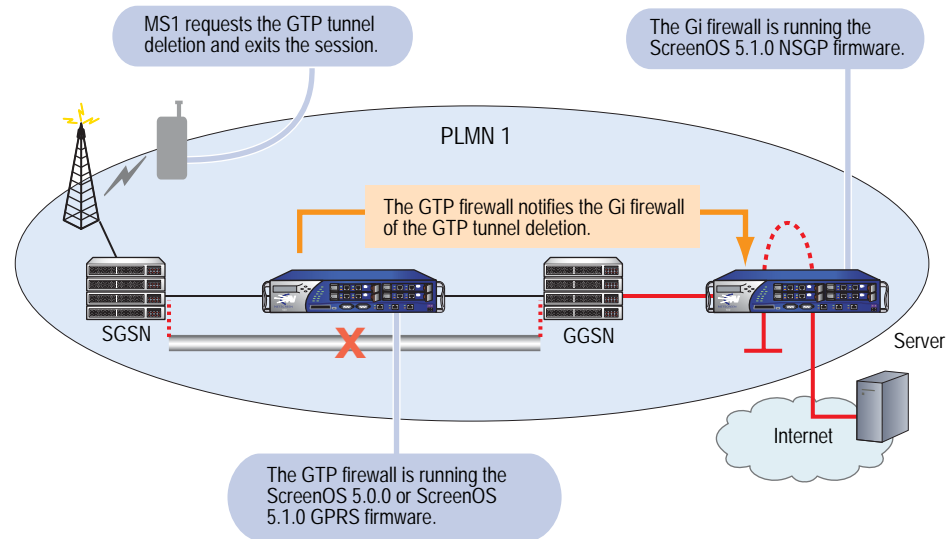 MS1 requests the GTP tunnel
deletion and exits the session.
The Gi firewall is running the
ScreenOS 5.1.0 NSGP firmware.
PLMN 1
The GTP firewall notifies the Gi firewall
of the GTP tunnel deletion.
SGSN
GGSN
Server
Internet
The GTP firewall is running the
ScreenOS 5.0.0 or ScreenOS
5.1.0 GPRS firmware.